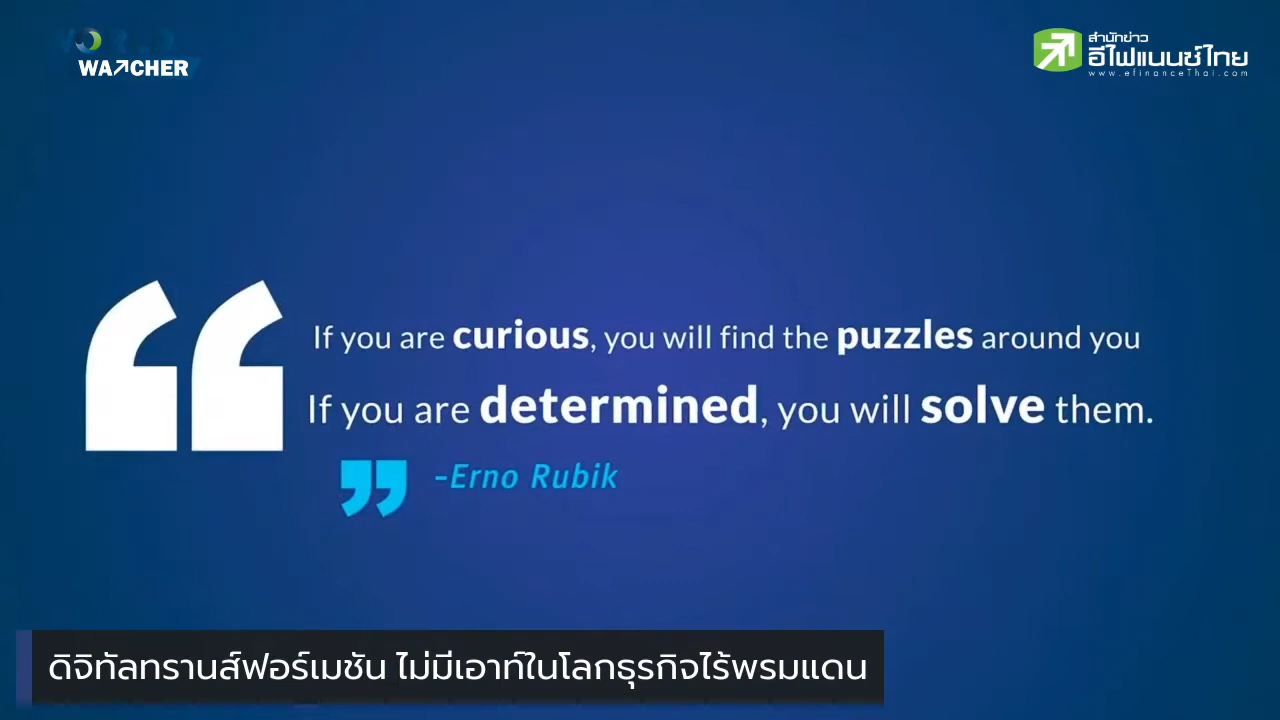 WORLD
WATCHER
สำนักข่าว
อีไฟแนนซ์ไทย
www.efinanceThai.com
If you are curious, you will find the puzzles around you
If you are determined, you will solve them.
-Erno Rubik
ดิจิทัลทรานส์ฟอร์เมชัน ไม่มีเอาท์ในโลกธุรกิจไร้พรมแดน